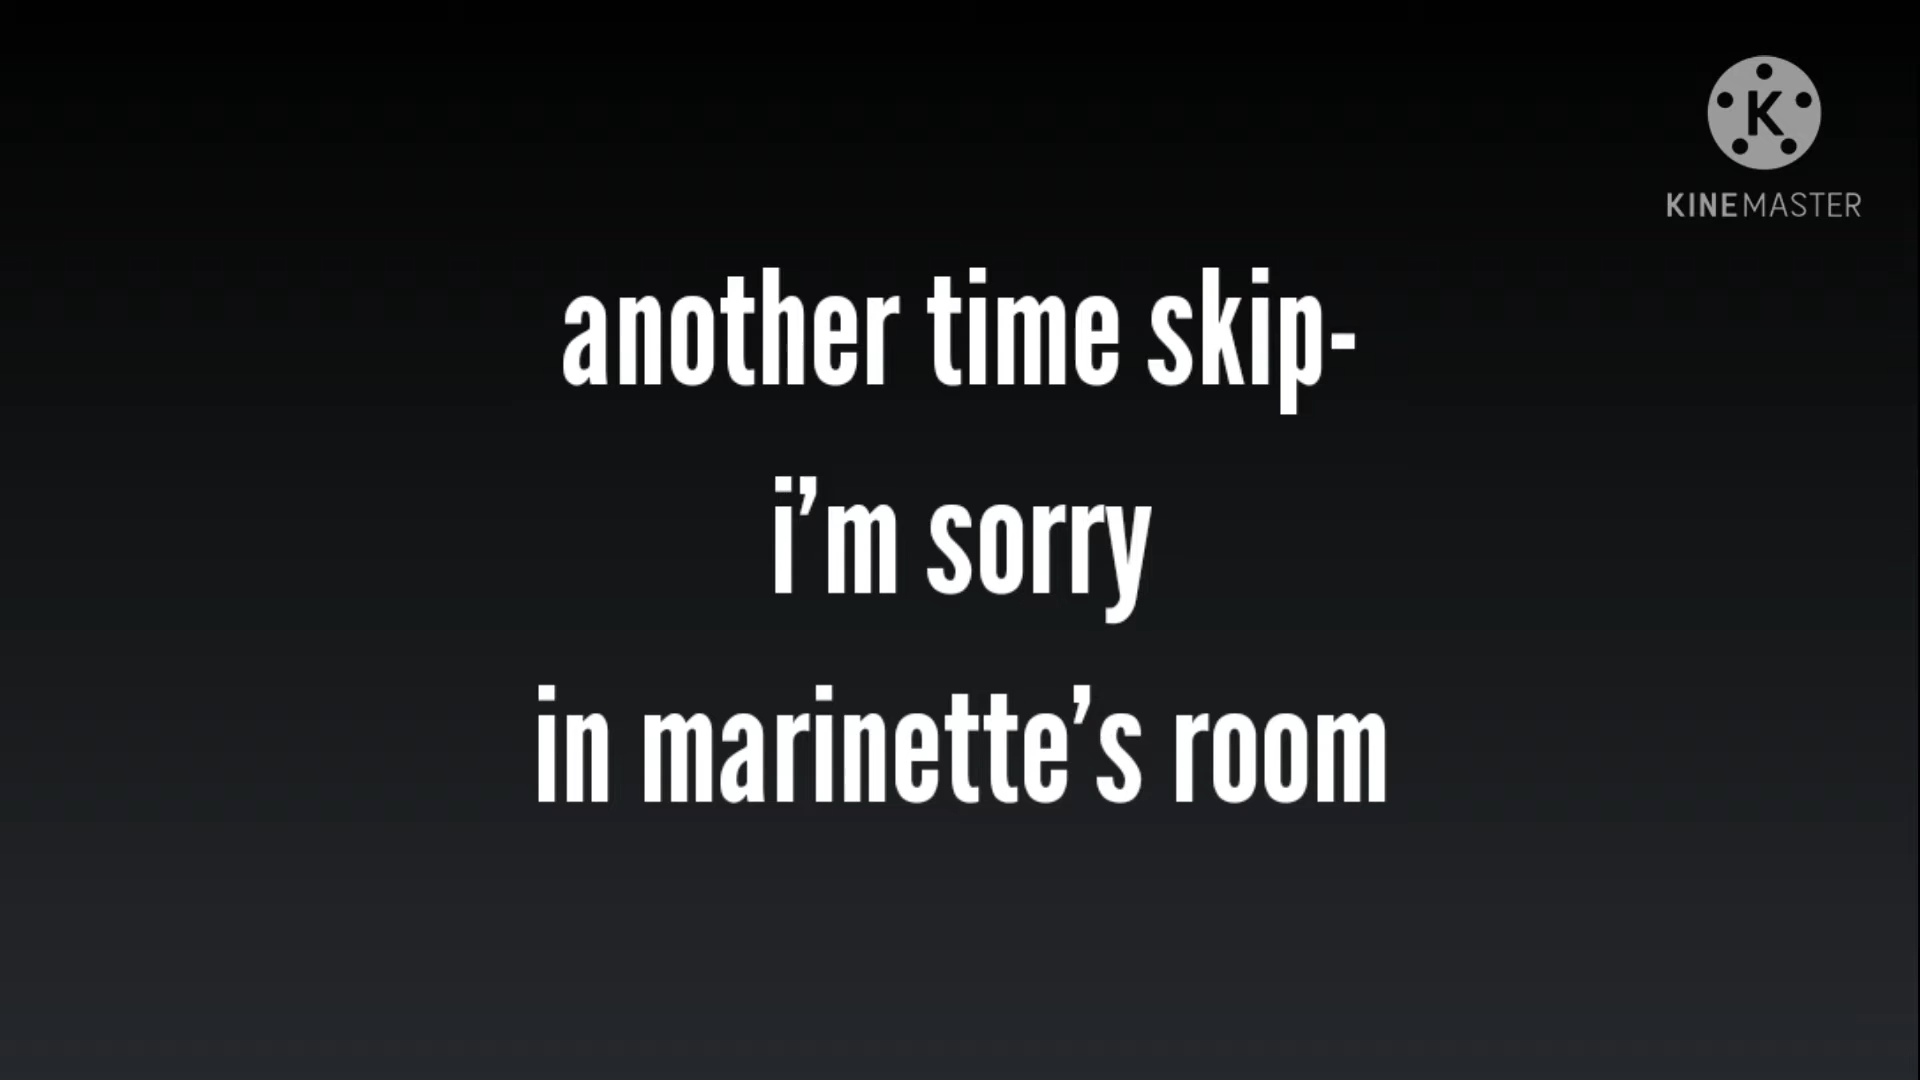 K
KINEMASTER
another time skip-
i’m sorry
in marinette’s room